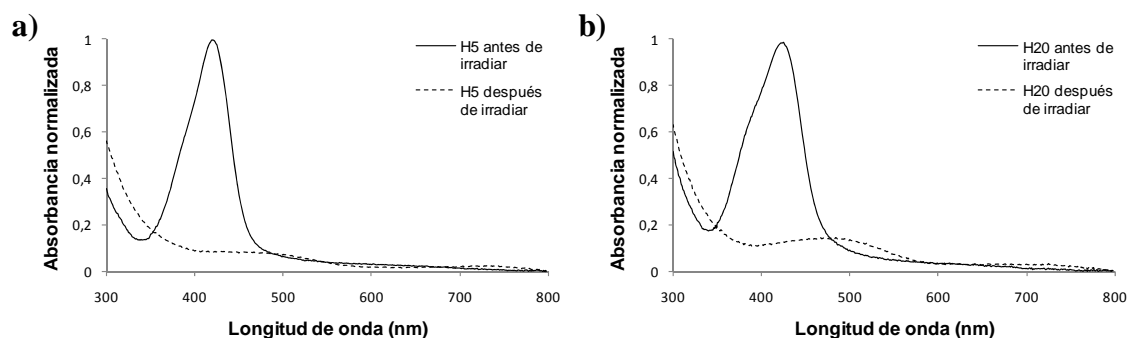 a)
Absorbancia normalizada
1
0,8
0,6
0,4
0,2
0
300 400 500 600 700 800
Longitud de onda (nm)
H5 antes de
irradiar
H5 después
de irradiar
b)
Absorbancia normalizada
1
0,8
0,6
0,4
0,2
0
300 400 500 600 700 800
Longitud de onda (nm)
H20 antes de
irradiar
H20 después
de irradiar